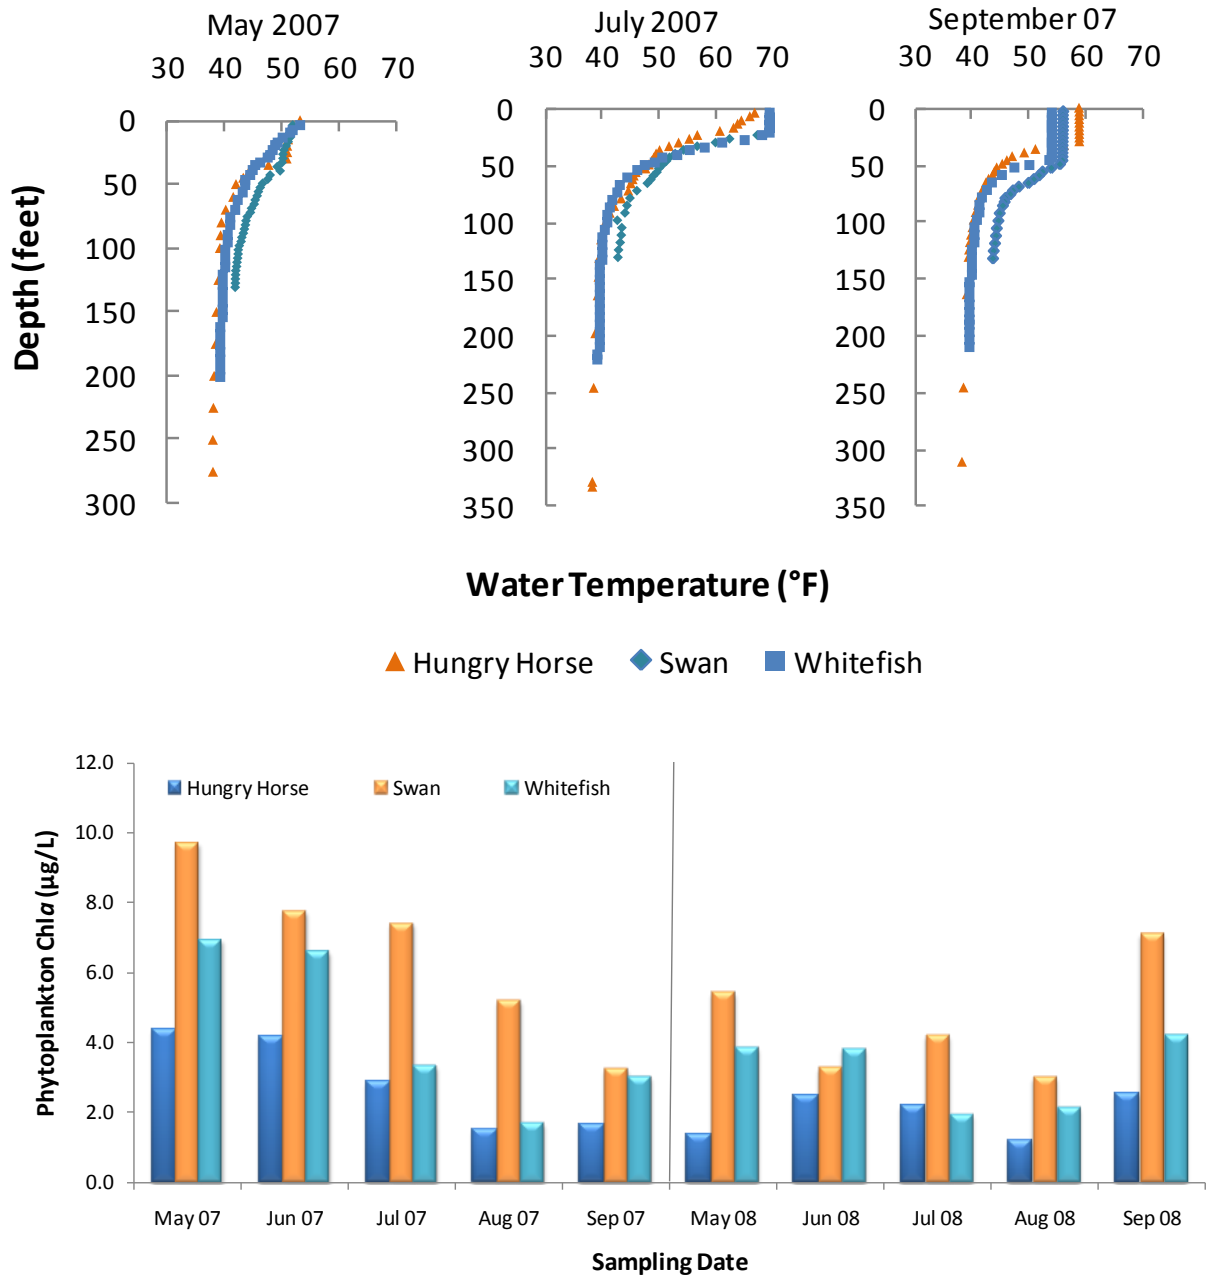 May 2007
30 40 50 60 70
0
50
100
150
200
250
300
July 2007
30 40 50 60 70
0
50
100
150
200
250
300
350
September 07
30 40 50 60 70
0
50
100
150
200
250
300
350
Depth (feet)
Water Temperature (°F)
Hungry Horse Swan Whitefish
12.0
10.0
8.0
6.0
4.0
2.0
0.0
Phytoplankton Chla (µg/L)
Hungry Horse Swan Whitefish
May 07 Jun 07 Jul 07 Aug 07 Sep 07 May 08 Jun 08 Jul 08 Aug 08 Sep 08
Sampling Date